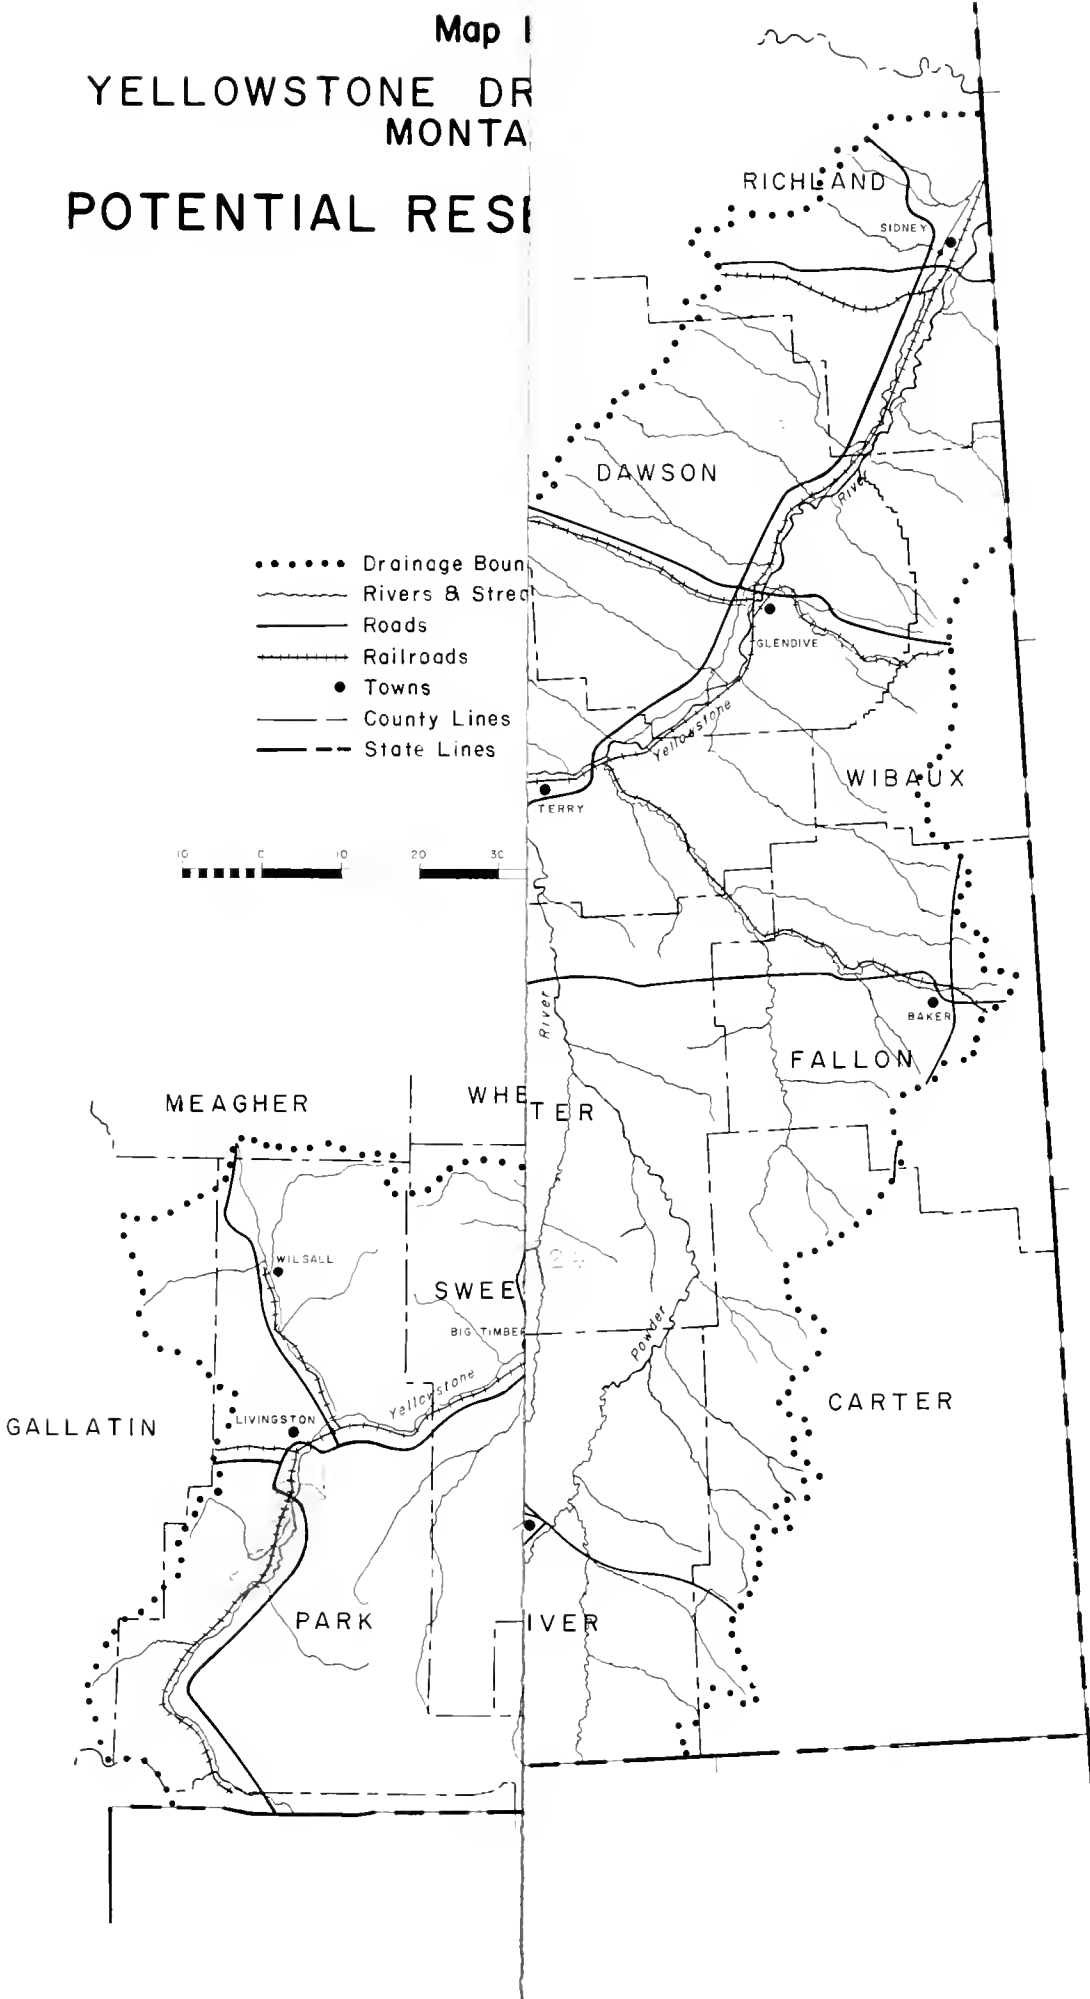 Map I
YELLOWSTONE DR
MONTA
POTENTIAL RESE
RICHLAND
SIDNEY
DAWSON
River
Drainage Boun
Rivers & Strea
Roads
Railroads
Towns
County Lines
State Lines
GLENDIVE
Yellowstone
WIBAUX
TERRY
10 0 10 20 30
River
BAKER
FALLON
MEAGHER
WHE
TER
WILSALL
24
SWEE
BIG TIMBER
Powder
Yellowstone
CARTER
GALLATIN
LIVINGSTON
PARK
IVER